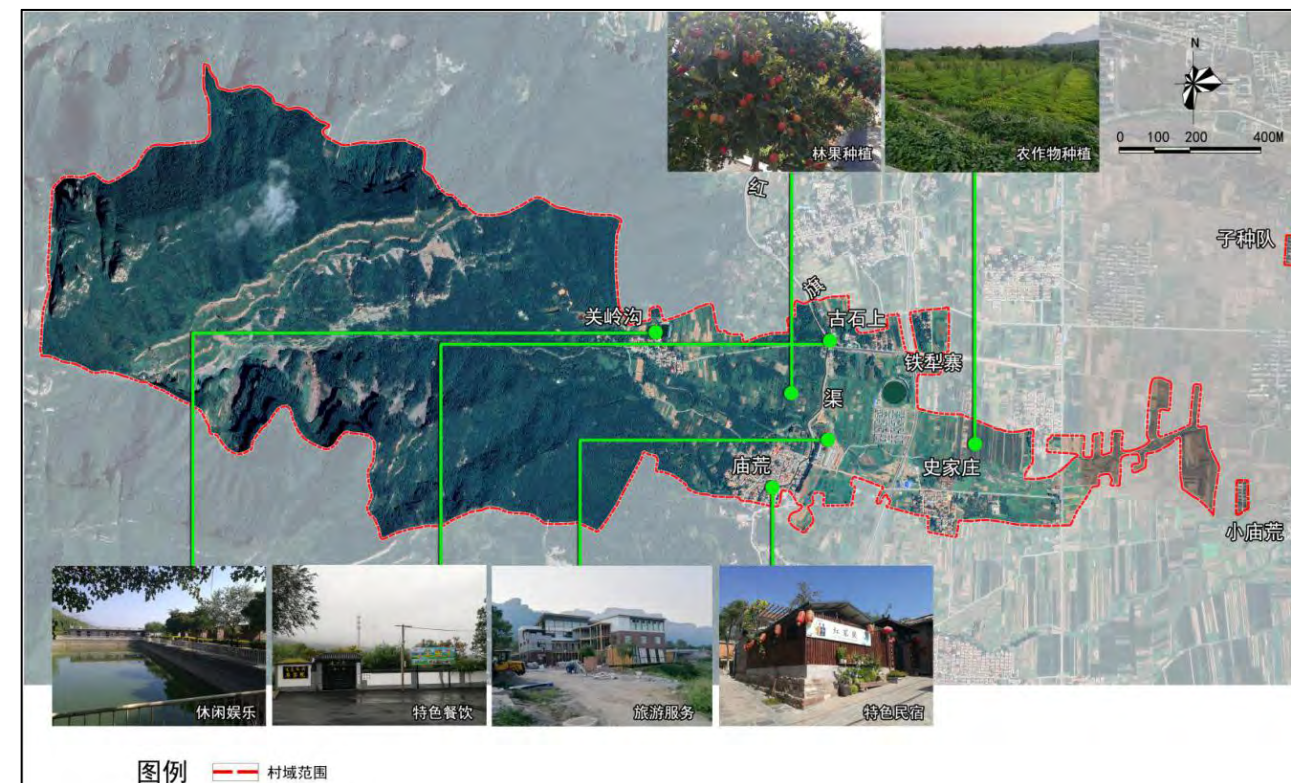 林果种植
农作物种植
N
0 100 200 400M
红
旗
渠
子种队
关岭沟
古石上
铁犁寨
庙荒
史家庄
小庙荒
休闲娱乐
特色餐饮
旅游服务
特色民宿
图例
村域范围